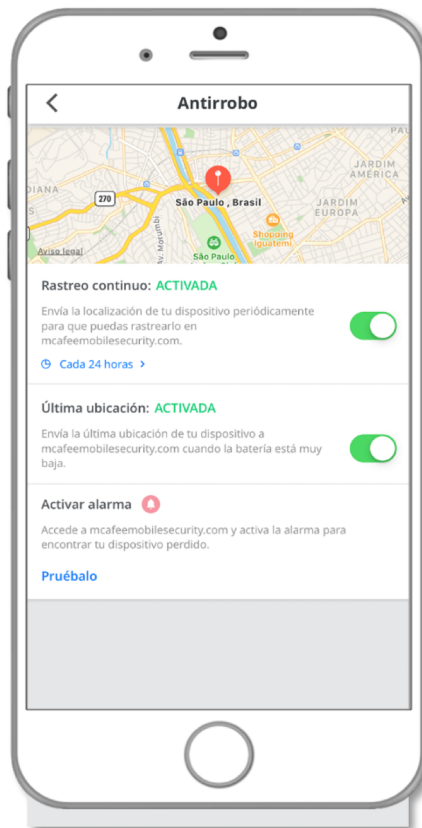 Antirrobo
JARDIM
AMÉRICA
270
São Paulo , Brasil
JARDIM
EUROPA
Av. Morumbi
Shopping
Iguatemi
Aviso legal
São Paulo
Rastreo continuo: ACTIVADA
Envía la localización de tu dispositivo periódicamente
para que puedas rastrearlo en
mcafeemobilesecurity.com.
Cada 24 horas >
Última ubicación: ACTIVADA
Envía la última ubicación de tu dispositivo a
mcafeemobilesecurity.com cuando la batería está muy
baja.
Activar alarma
Accede a mcafeemobilesecurity.com y activa la alarma para
encontrar tu dispositivo perdido.
Pruébalo